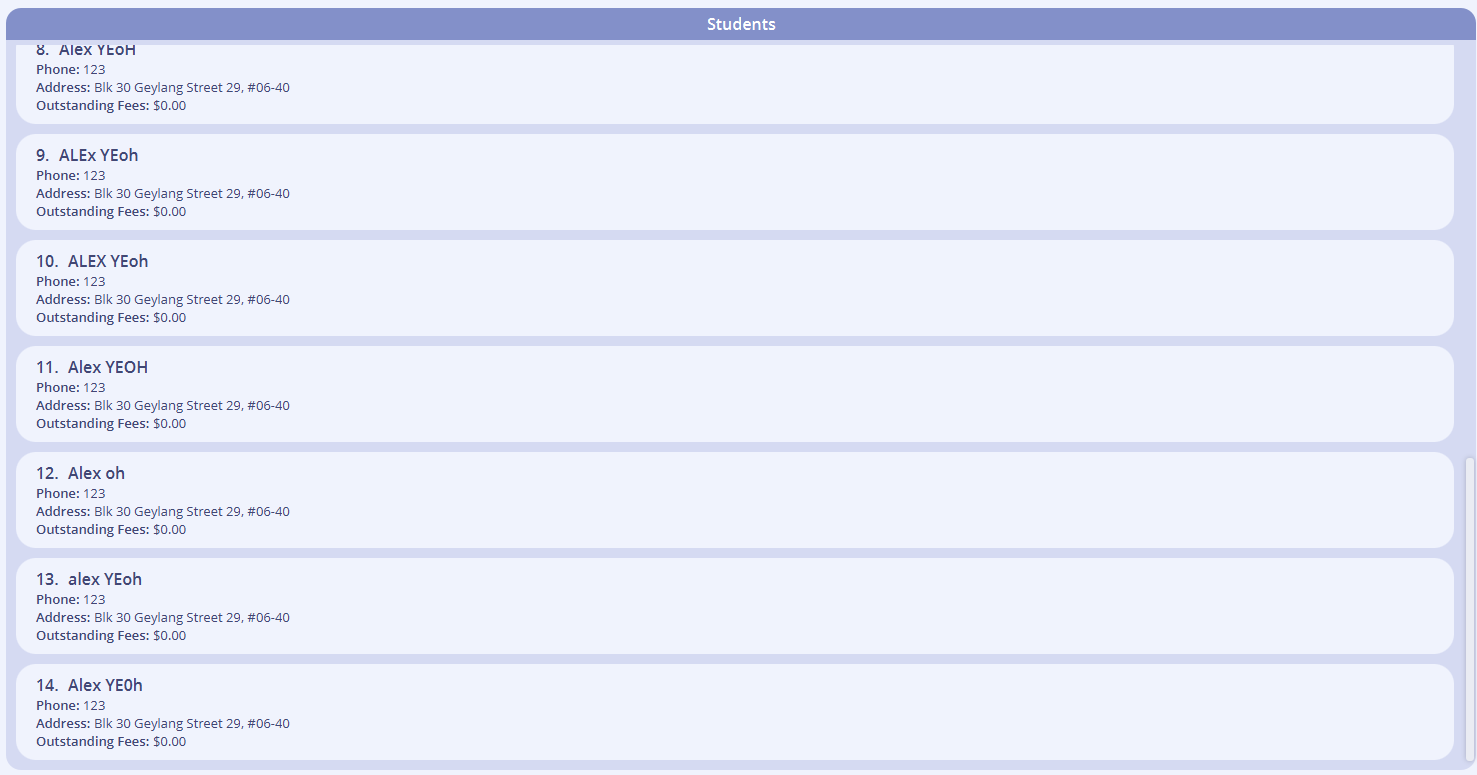 Students
8. Alex YEoH
Phone: 123
Address: Blk 30 Geylang Street 29, #06-40
Outstanding Fees: $0.00
9. ALEx YEoh
Phone: 123
Address: Blk 30 Geylang Street 29, #06-40
Outstanding Fees: $0.00
10. ALEX YEoh
Phone: 123
Address: Blk 30 Geylang Street 29, #06-40
Outstanding Fees: $0.00
11. Alex YEOH
Phone: 123
Address: Blk 30 Geylang Street 29, #06-40
Outstanding Fees: $0.00
12. Alex oh
Phone: 123
Address: Blk 30 Geylang Street 29, #06-40
Outstanding Fees: $0.00
13. alex YEoh
Phone: 123
Address: Blk 30 Geylang Street 29, #06-40
Outstanding Fees: $0.00
14. Alex YE0h
Phone: 123
Address: Blk 30 Geylang Street 29, #06-40
Outstanding Fees: $0.00